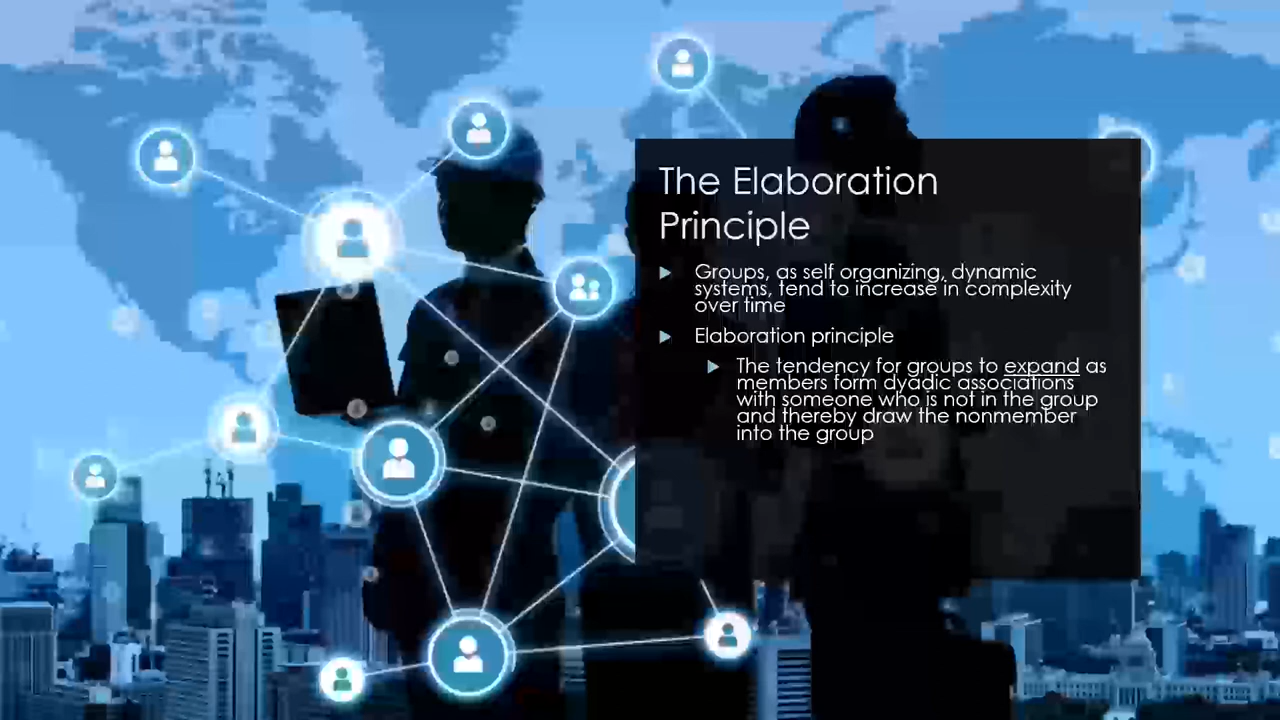 The Elaboration
Principle
Groups, as self organizing, dynamic
systems, tend to increase in complexity
over time
Elaboration principle
The tendency for groups to expand as
members form dyadic associations
with someone who is not in the group
and thereby draw the nonmember
into the group